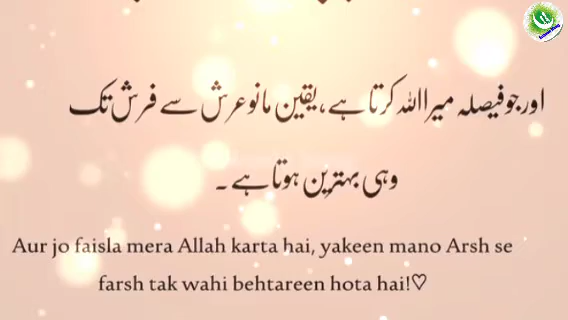 اور جو فیصلہ میرا اللہ کرتا ہے، یقین مانو عرش سے فرش تک
وہی بہترین ہوتا ہے۔
Aur jo faisla mera Allah karta hai, yakeen mano Arsh se
farsh tak wahi behtareen hota hai!♡